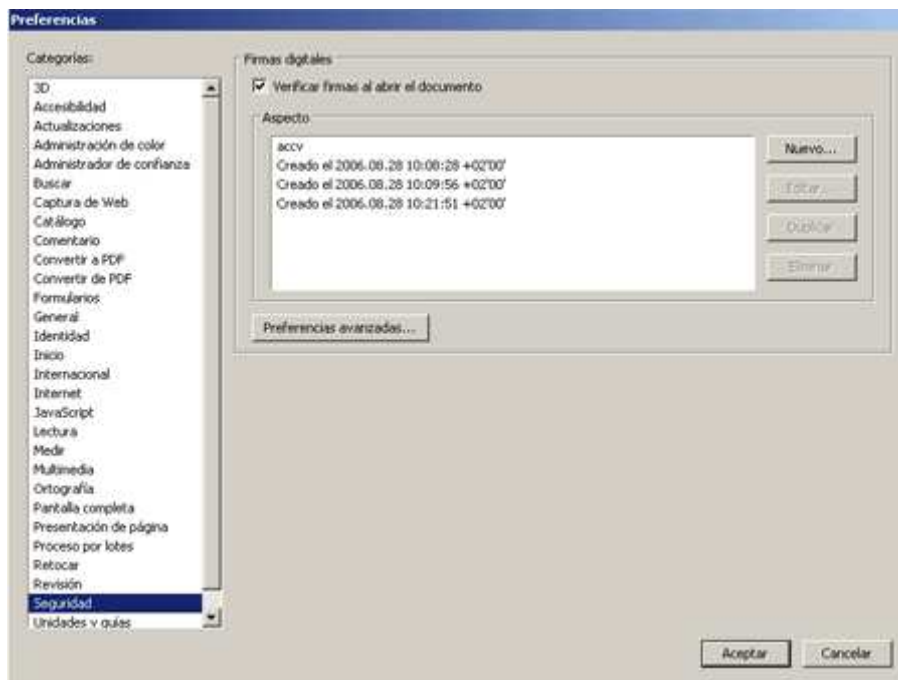 Preferencias
Categorías:
3D
Accesibilidad
Actualizaciones
Administración de color
Administrador de confianza
Buscar
Captura de Web
Catálogo
Comentario
Convertir a PDF
Convertir de PDF
Formularios
General
Identidad
Inicio
Internacional
Internet
JavaScript
Lectura
Medir
Multimedia
Ortografía
Pantalla completa
Presentación de página
Proceso por lotes
Retocar
Revisión
Seguridad
Unidades y guías
Firmas digitales
Verificar firmas al abrir el documento
Aspecto
accv
Creado el 2006.08.28 10:08:28 +02'00'
Creado el 2006.08.28 10:09:56 +02'00'
Creado el 2006.08.28 10:21:51 +02'00'
Nuevo...
Editar...
Duplicar
Eliminar
Preferencias avanzadas...
Aceptar
Cancelar